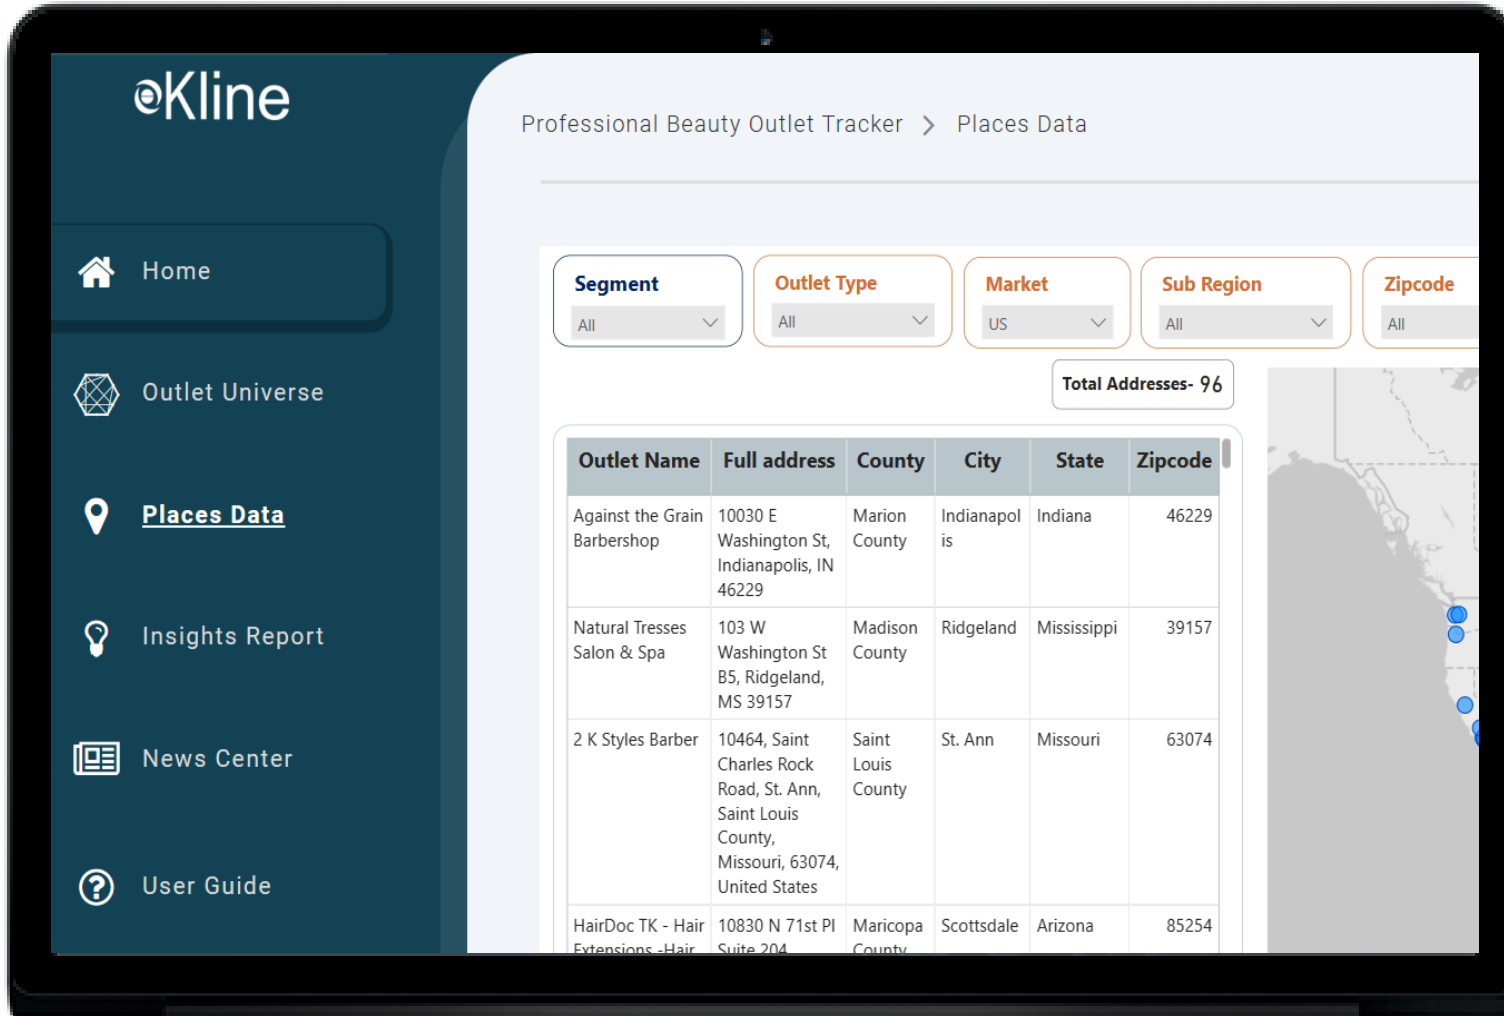 eKline
Professional Beauty Outlet Tracker > Places Data
Home
Outlet Universe
Places Data
Insights Report
News Center
User Guide
Segment
All
Outlet Type
All
Market
US
Sub Region
All
Zipcode
All
Total Addresses- 96
Outlet Name Full address County City State Zipcode
Against the Grain 10030 E Marion Indianapol Indiana 46229
Barbershop Washington St, County is
Indianapolis, IN
46229
Natural Tresses 103 W Madison Ridgeland Mississippi 39157
Salon & Spa Washington St County
B5, Ridgeland,
MS 39157
2 K Styles Barber 10464, Saint Saint St. Ann Missouri 63074
Charles Rock Louis
Road, St. Ann, County
Saint Louis
County,
Missouri, 63074,
United States
HairDoc TK - Hair 10830 N 71st Pl Maricopa Scottsdale Arizona 85254
Extensions -Hair Suite 204 County